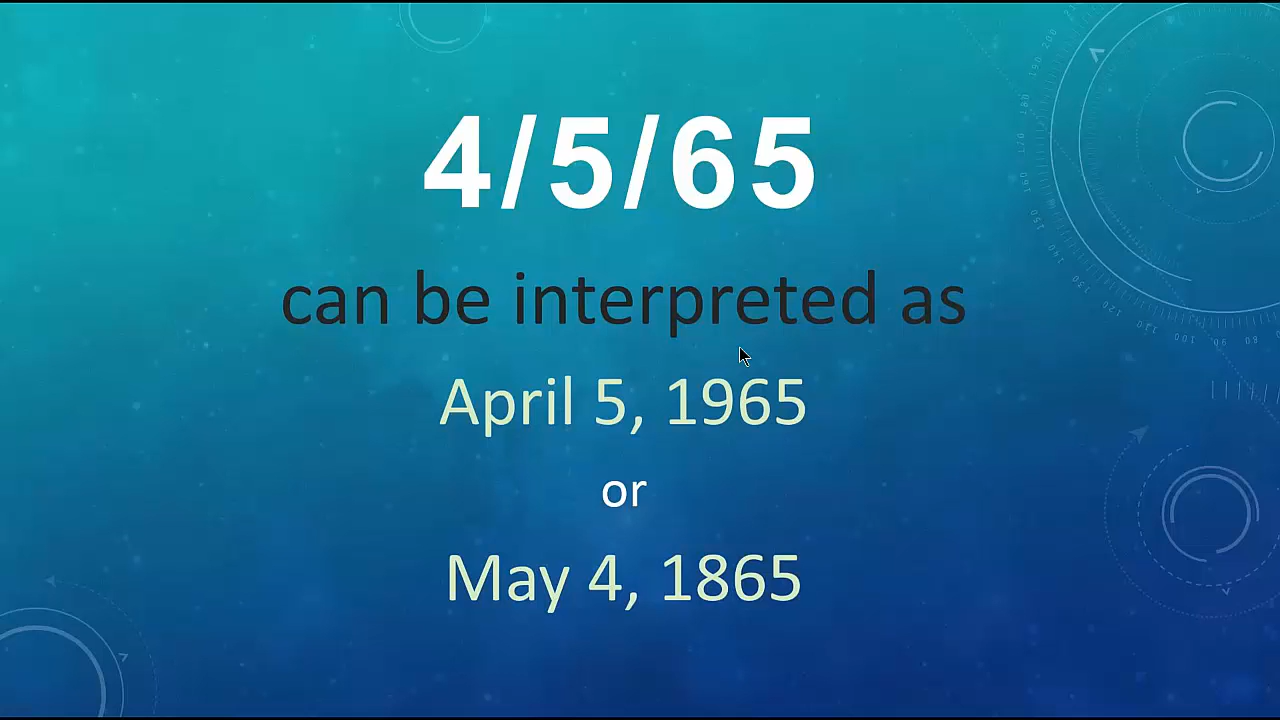 4/5/65
can be interpreted as
April 5, 1965
or
May 4, 1865